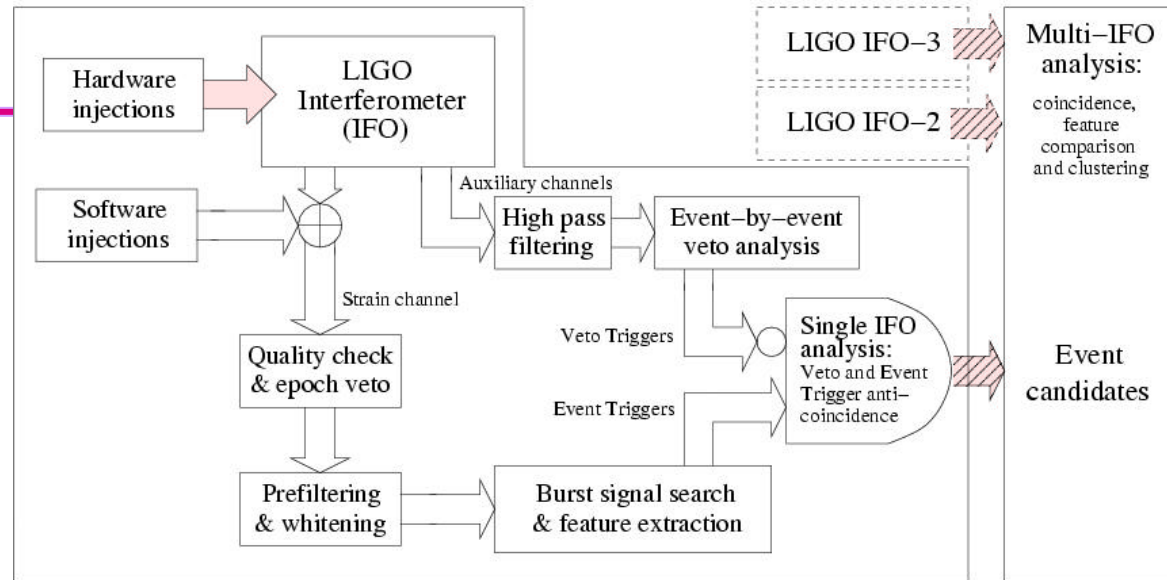 Hardware
injections
LIGO
Interferometer
(IFO)
LIGO IFO−3
LIGO IFO−2
Multi−IFO
analysis:
coincidence,
feature
comparison
and clustering
Software
injections
Auxiliary channels
High pass
filtering
Event−by−event
veto analysis
Strain channel
Quality check
& epoch veto
Veto Triggers
Event Triggers
Single IFO
analysis:
Veto and Event
Trigger anti−
coincidence
Event
candidates
Prefiltering
& whitening
Burst signal search
& feature extraction